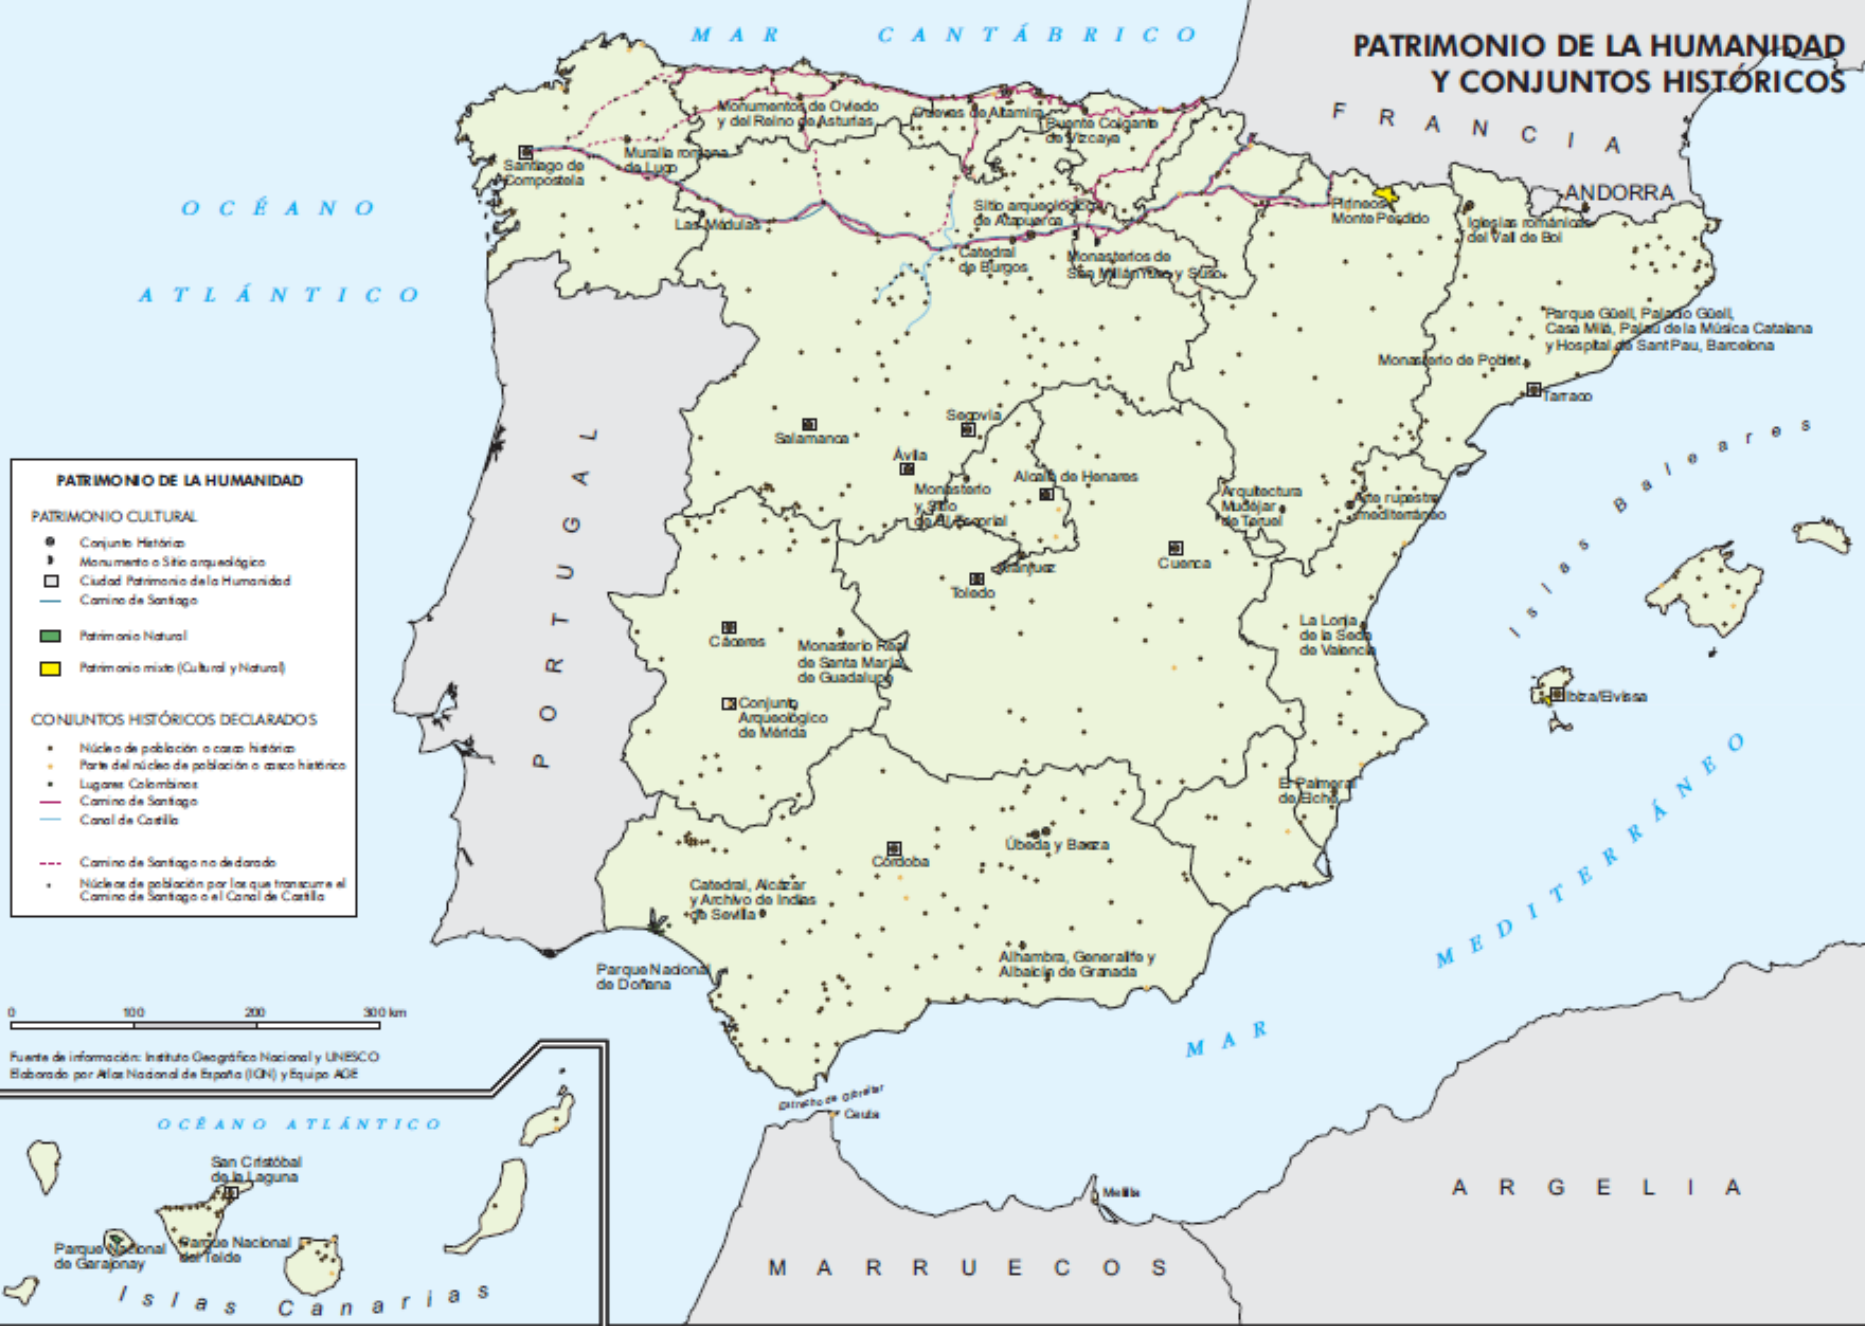 PATRIMONIO DE LA HUMANIDAD
Y CONJUNTOS HISTÓRICOS
MAR CANTÁBRICO
FRANCIA
ANDORRA
OCÉANO
ATLÁNTICO
PORTUGAL
Monumentos de Oviedo
y del Reino de Asturias
Cuevas de Altamira
Puente Colgante
de Vizcaya
Santiago de
Compostela
Muralla romana
de Lugo
Las Médulas
Sitio arqueológico
de Atapuerca
Catedral
de Burgos
Monasterios de
San Millán Yuso y Suso
Pirineos
Monte Perdido
Iglesias románicas
del Vall de Boí
Parque Güell, Palacio Güell,
Casa Milá, Palau de la Música Catalana
y Hospital de Sant Pau, Barcelona
Monasterio de Poblet
Tarraco
Salamanca
Segovia
Ávila
Monasterio
y Sitio
de El Escorial
Alcalá de Henares
Arquitectura
Mudéjar
de Teruel
Arte rupestre
mediterráneo
Cuenca
Aranjuez
Toledo
Islas Baleares
Cáceres
Monasterio Real
de Santa María
de Guadalupe
Conjunto
Arqueológico
de Mérida
La Lonja
de la Seda
de Valencia
Ibiza/Eivissa
El Palmeral
de Elche
Córdoba
Úbeda y Baeza
Catedral, Alcázar
y Archivo de Indias
de Sevilla
Parque Nacional
de Doñana
Alhambra, Generalife y
Albaicín de Granada
MAR
MEDITERRÁNEO
Estrecho de Gibraltar
Ceuta
Melilla
MARRUECOS
ARGELIA
PATRIMONIO DE LA HUMANIDAD
PATRIMONIO CULTURAL
Conjunto Histórico
Monumento o Sitio arqueológico
Ciudad Patrimonio de la Humanidad
Camino de Santiago
Patrimonio Natural
Patrimonio mixto (Cultural y Natural)
CONJUNTOS HISTÓRICOS DECLARADOS
Núcleo de población o casco histórico
Parte del núcleo de población o casco histórico
Lugares Colombinos
Camino de Santiago
Canal de Castilla
Camino de Santiago no declarado
Núcleos de población por los que transcurre el
Camino de Santiago o el Canal de Castilla
0 100 200 300 km
Fuente de información: Instituto Geográfico Nacional y UNESCO
Elaborado por Atlas Nacional de España (IGN) y Equipo AGE
OCÉANO ATLÁNTICO
San Cristóbal
de la Laguna
Parque Nacional
de Garajonay
Parque Nacional
del Teide
Islas Canarias